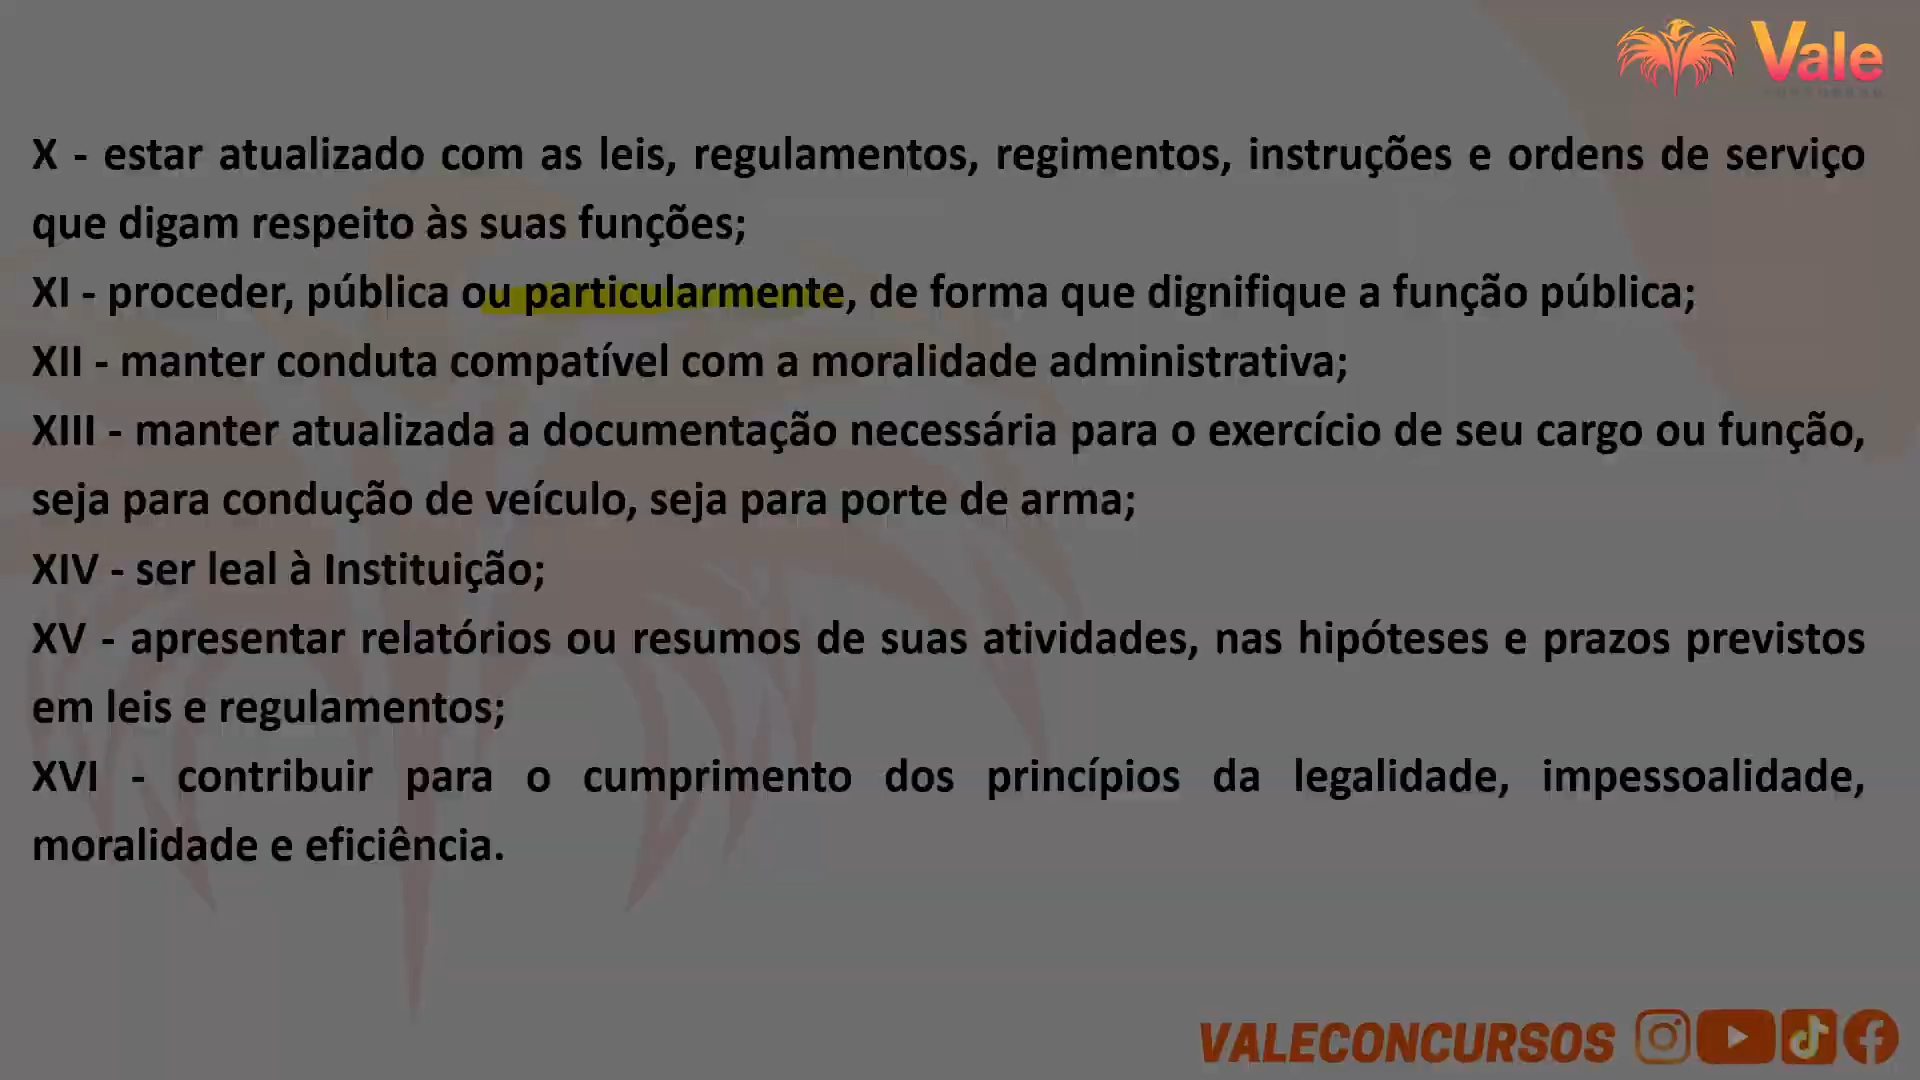 Vale
X - estar atualizado com as leis, regulamentos, regimentos, instruções e ordens de serviço
que digam respeito às suas funções;
XI - proceder, pública ou particularmente, de forma que dignifique a função pública;
XII - manter conduta compatível com a moralidade administrativa;
XIII - manter atualizada a documentação necessária para o exercício de seu cargo ou função,
seja para condução de veículo, seja para porte de arma;
XIV - ser leal à Instituição;
XV - apresentar relatórios ou resumos de suas atividades, nas hipóteses e prazos previstos
em leis e regulamentos;
XVI - contribuir para o cumprimento dos princípios da legalidade, impessoalidade,
moralidade e eficiência.
VALECONCURSOS